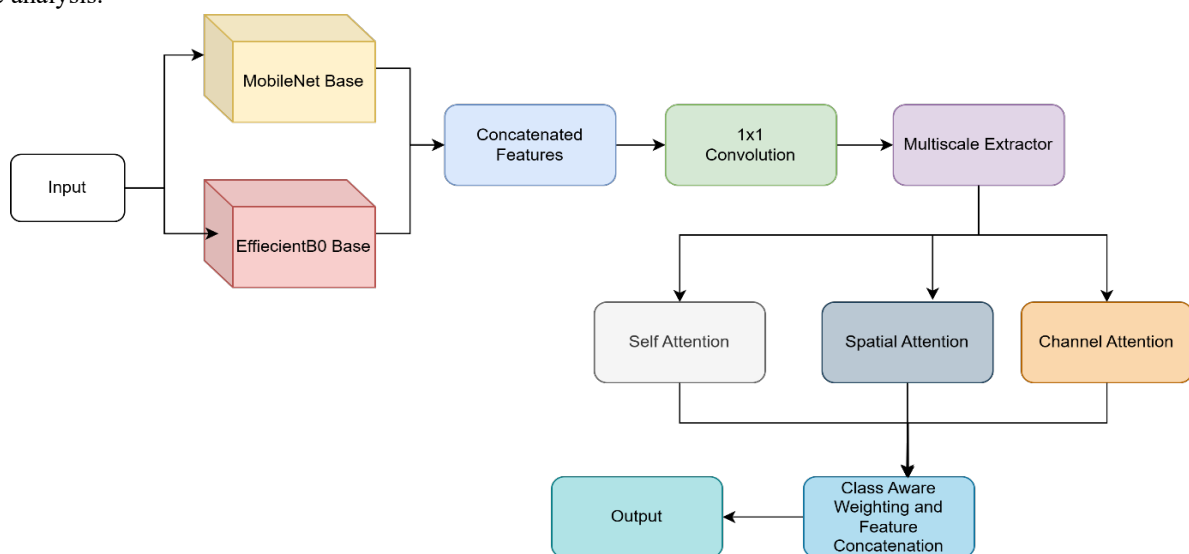 analysis.
MobileNet Base
Input
EffiecientB0 Base
Concatenated
Features
1x1
Convolution
Multiscale Extractor
Self Attention
Spatial Attention
Channel Attention
Class Aware
Weighting and
Feature
Concatenation
Output